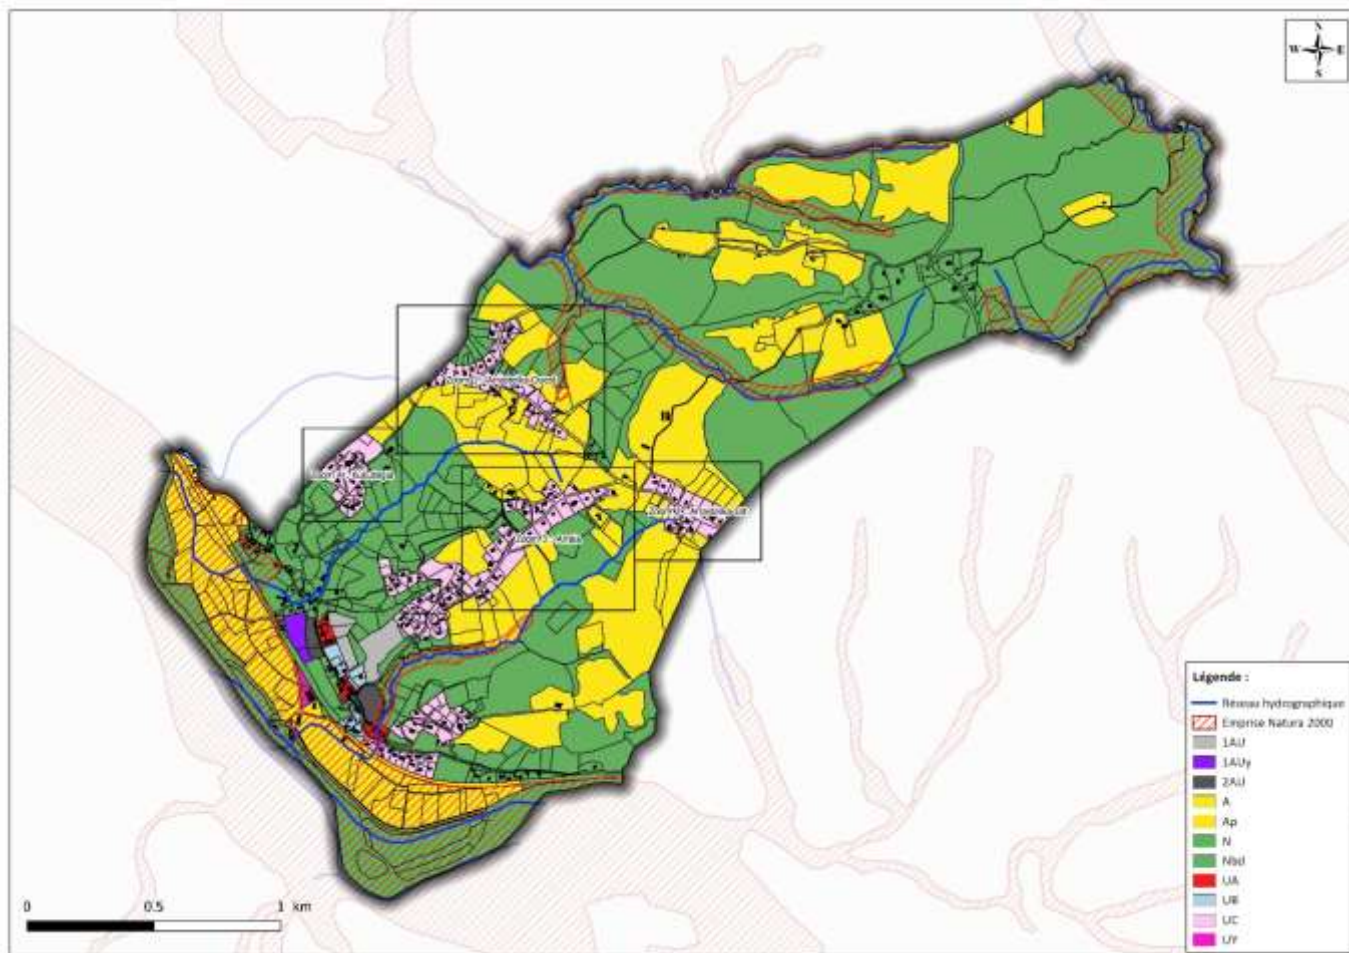 N
W E
S
Légende :
Réseau hydrographique
Emprise Natura 2000
1AU
1AUy
2AU
A
Ap
N
Nbd
UA
UB
UC
UY
0 0.5 1 km